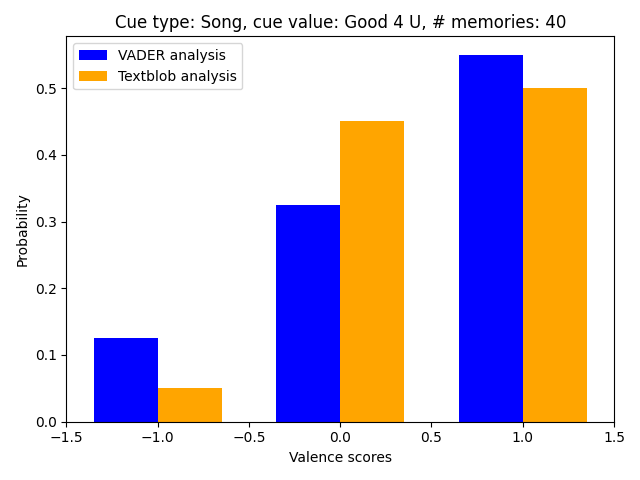 Cue type: Song, cue value: Good 4 U, # memories: 40
VADER analysis
Textblob analysis
Probability
0.5
0.4
0.3
0.2
0.1
0.0
−1.5 −1.0 −0.5 0.0 0.5 1.0 1.5
Valence scores